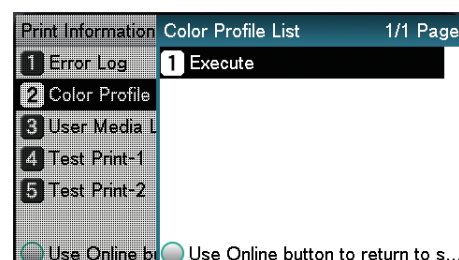 Print Information
1 Error Log
2 Color Profile
3 User Media L
4 Test Print-1
5 Test Print-2
Use Online bu
Color Profile List 1/1 Page
1 Execute
Use Online button to return to s...